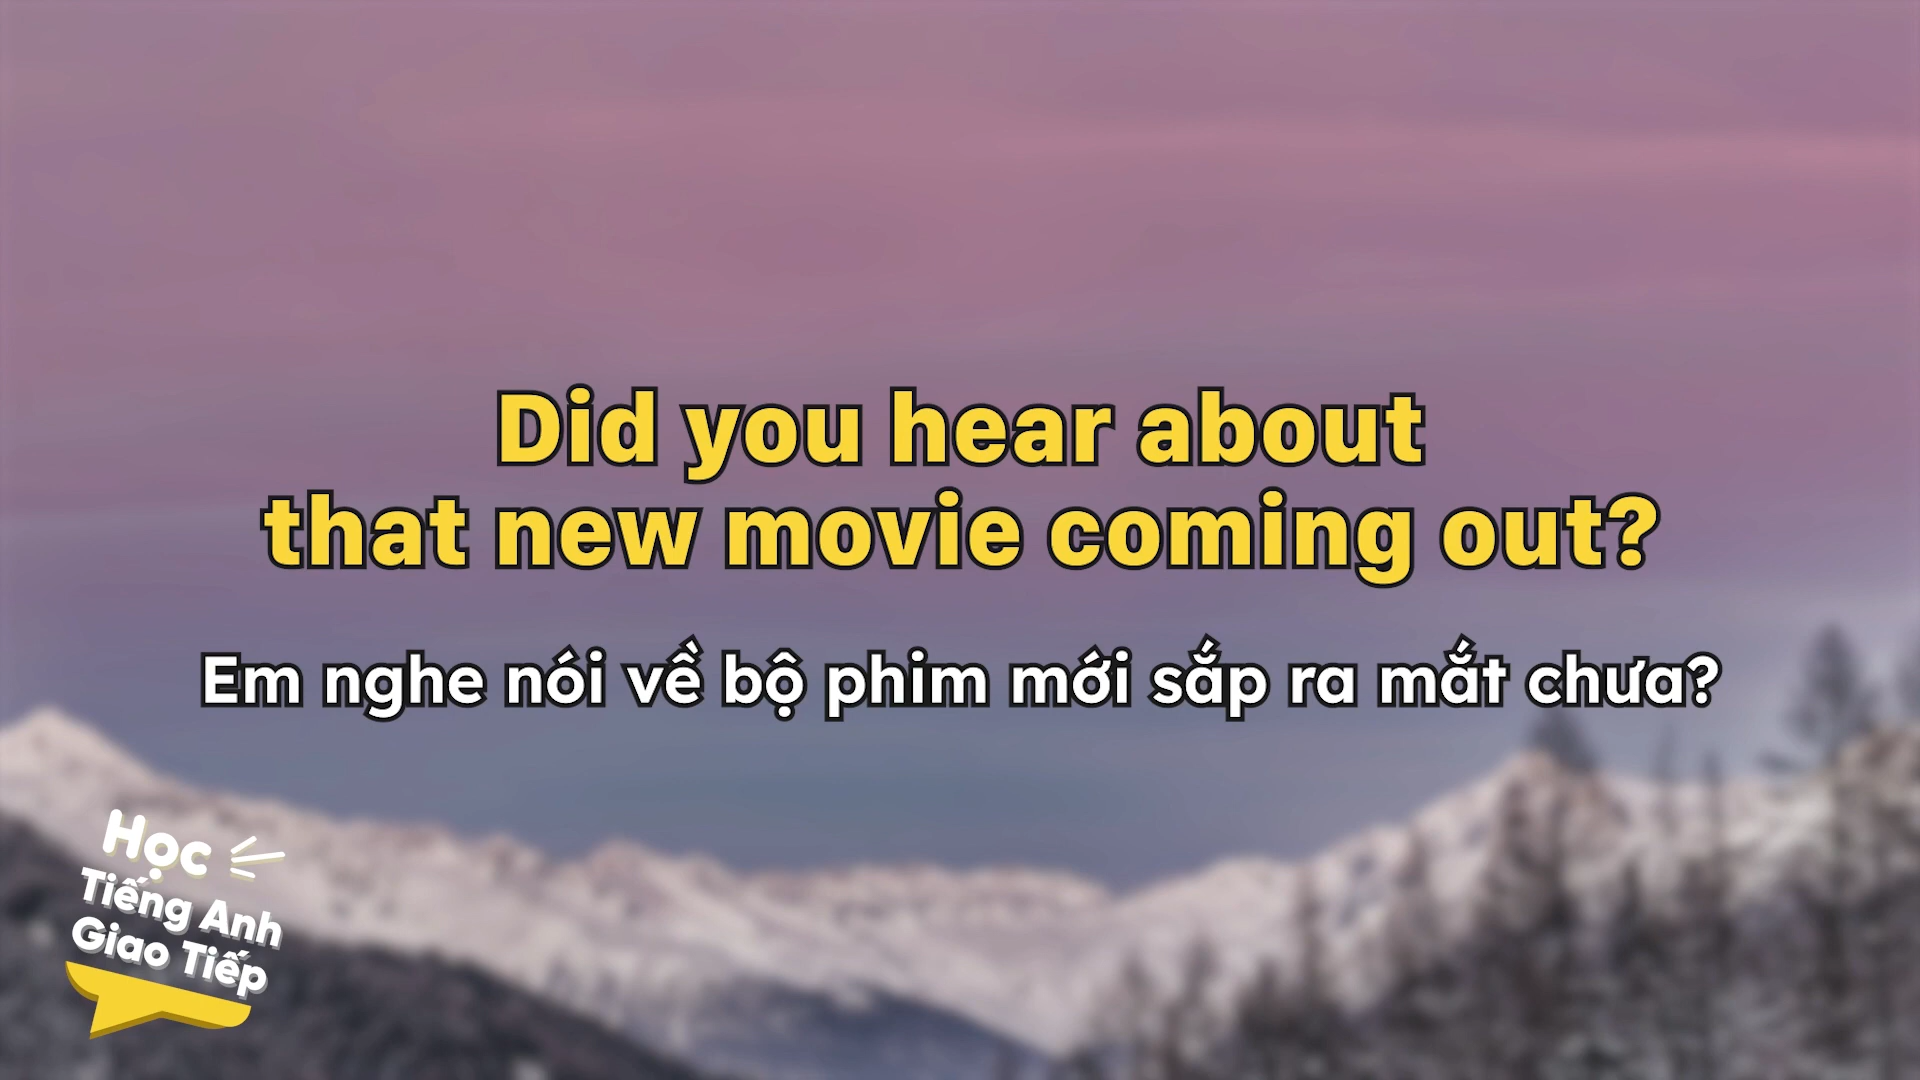 Did you hear about
that new movie coming out?
Em nghe nói về bộ phim mới sắp ra mắt chưa?
Học
Tiếng Anh
Giao Tiếp